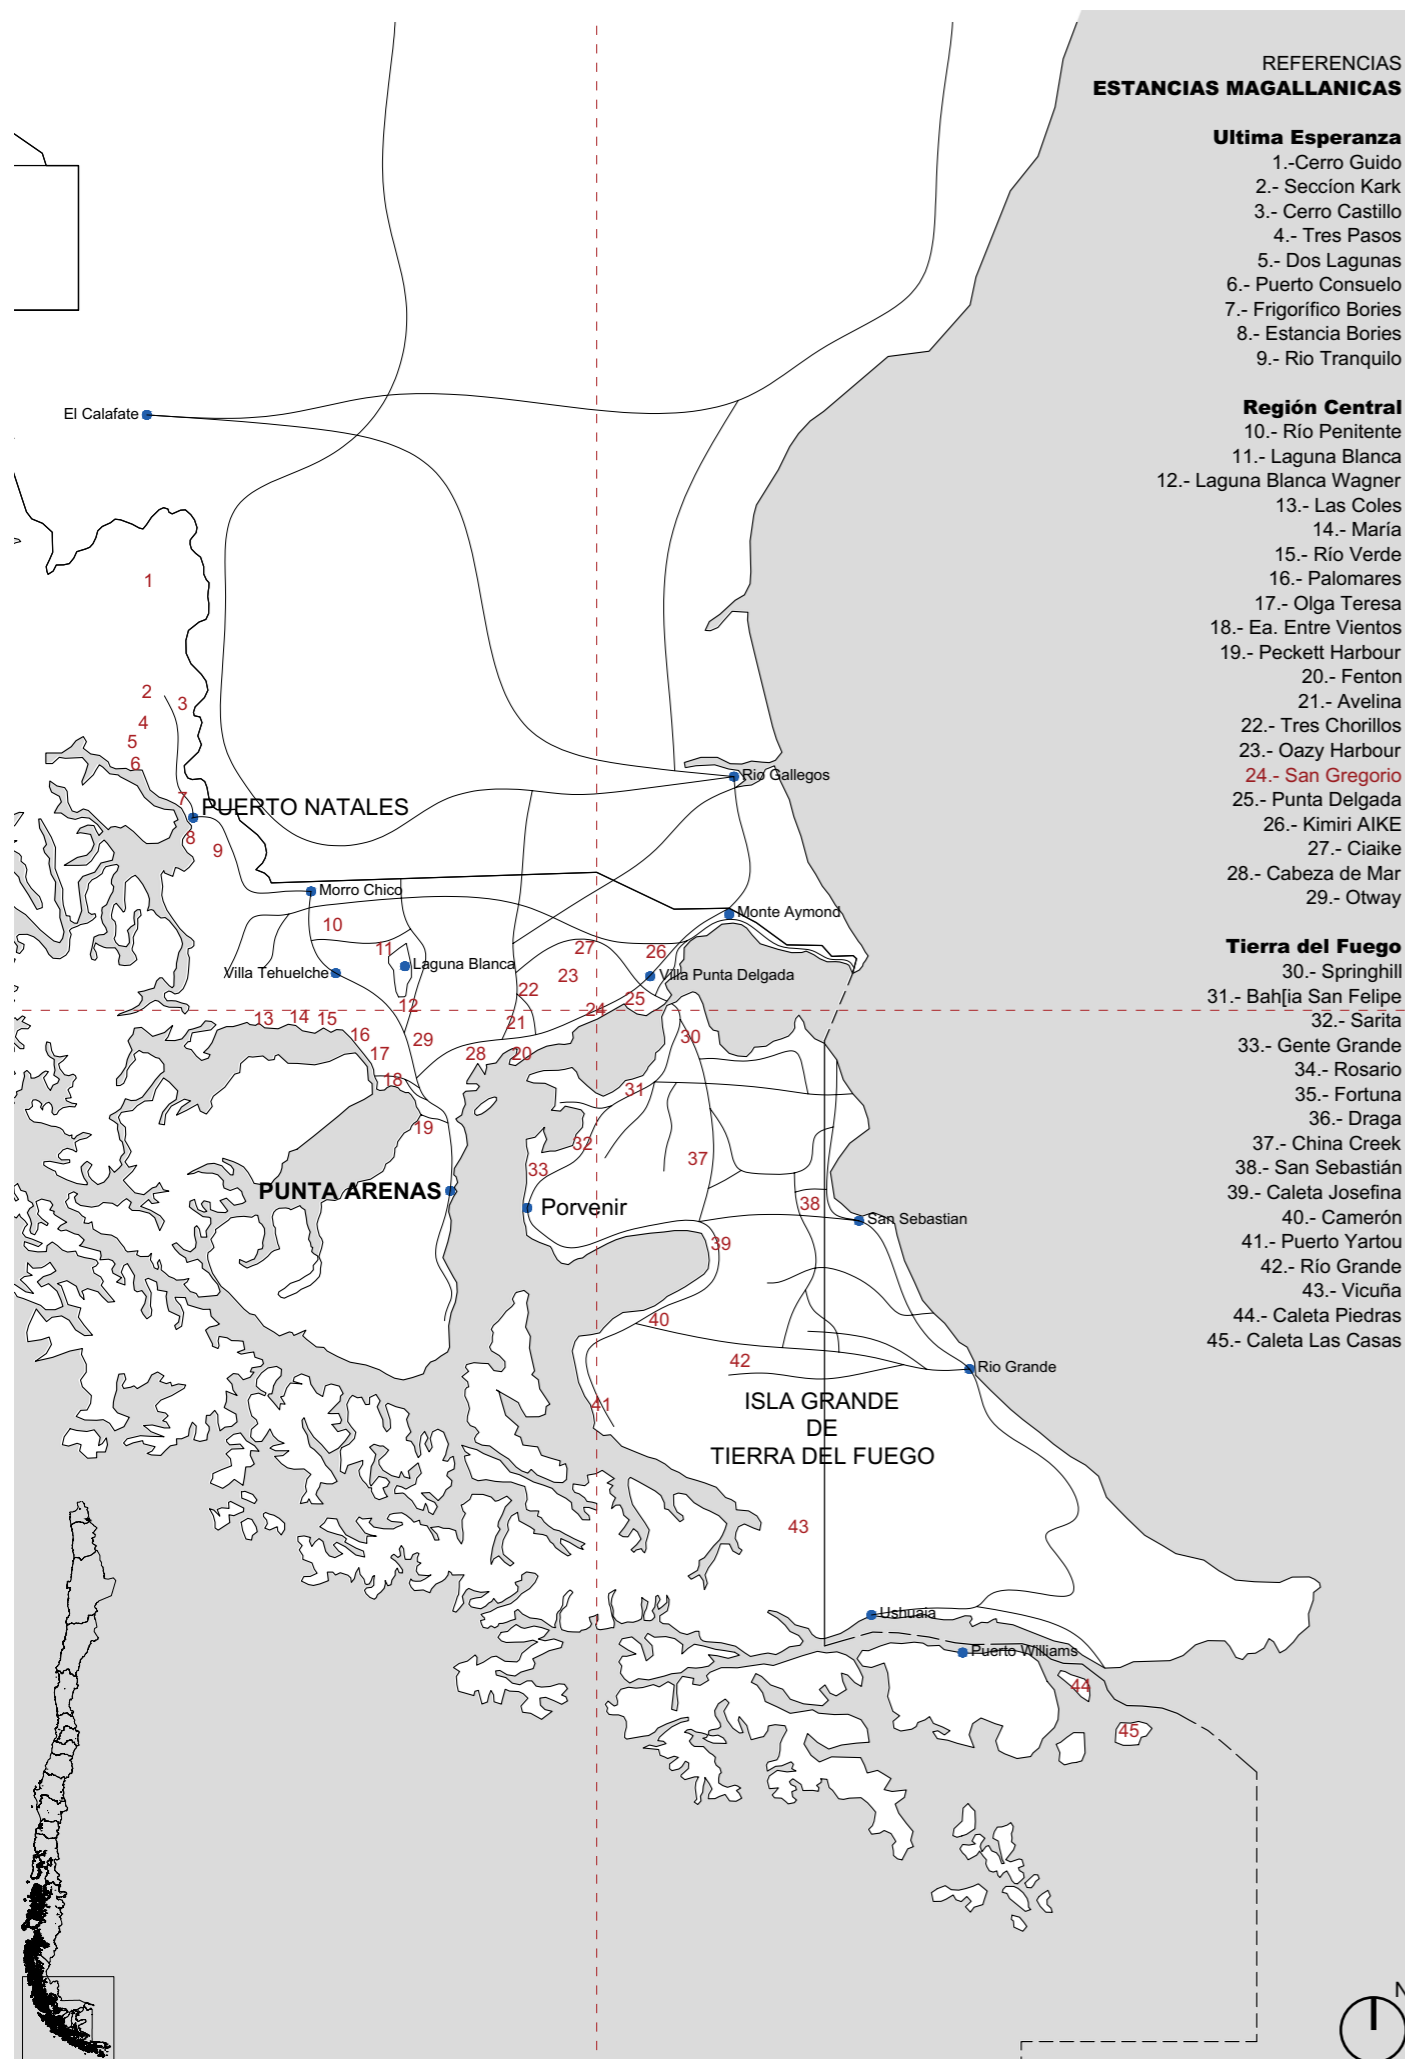 REFERENCIAS
ESTANCIAS MAGALLANICAS
Ultima Esperanza
1.-Cerro Guido
2.- Seccíon Kark
3.- Cerro Castillo
4.- Tres Pasos
5.- Dos Lagunas
6.- Puerto Consuelo
7.- Frigorífico Bories
8.- Estancia Bories
9.- Rio Tranquilo
Región Central
10.- Río Penitente
11.- Laguna Blanca
12.- Laguna Blanca Wagner
13.- Las Coles
14.- María
15.- Río Verde
16.- Palomares
17.- Olga Teresa
18.- Ea. Entre Vientos
19.- Peckett Harbour
20.- Fenton
21.- Avelina
22.- Tres Chorillos
23.- Oazy Harbour
24.- San Gregorio
25.- Punta Delgada
26.- Kimiri AIKE
27.- Ciaike
28.- Cabeza de Mar
29.- Otway
Tierra del Fuego
30.- Springhill
31.- Bah[ia San Felipe
32.- Sarita
33.- Gente Grande
34.- Rosario
35.- Fortuna
36.- Draga
37.- China Creek
38.- San Sebastián
39.- Caleta Josefina
40.- Camerón
41.- Puerto Yartou
42.- Río Grande
43.- Vicuña
44.- Caleta Piedras
45.- Caleta Las Casas
El Calafate
1
2
3
4
5
6
Rio Gallegos
7
PUERTO NATALES
8
9
Morro Chico
Monte Aymond
10
11
27
26
Laguna Blanca
Villa Tehuelche
23
Villa Punta Delgada
22
25
12
24
13
14
15
21
16
29
30
17
28
20
18
31
19
32
37
33
PUNTA ARENAS
Porvenir
38
San Sebastian
39
40
42
Rio Grande
41
ISLA GRANDE
DE
TIERRA DEL FUEGO
43
Ushuaia
Puerto Williams
44
45
N